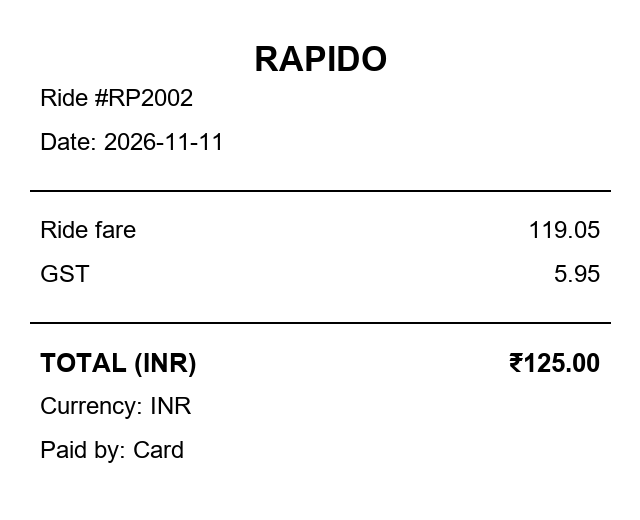 RAPIDO
Ride #RP2002
Date: 2026-11-11
Ride fare 119.05
GST 5.95
TOTAL (INR) ₹125.00
Currency: INR
Paid by: Card